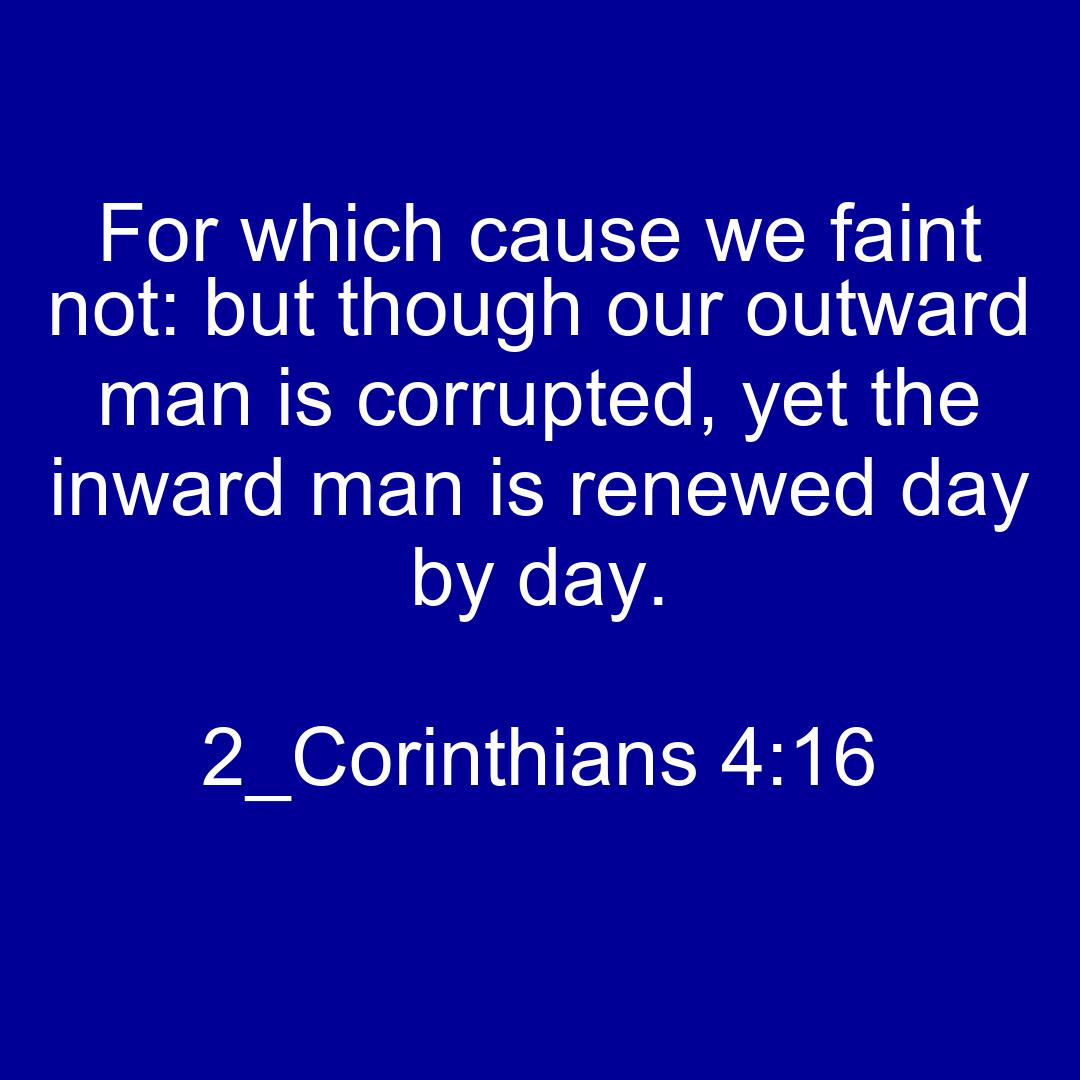 For which cause we faint
not: but though our outward
man is corrupted, yet the
inward man is renewed day
by day.
2_Corinthians 4:16